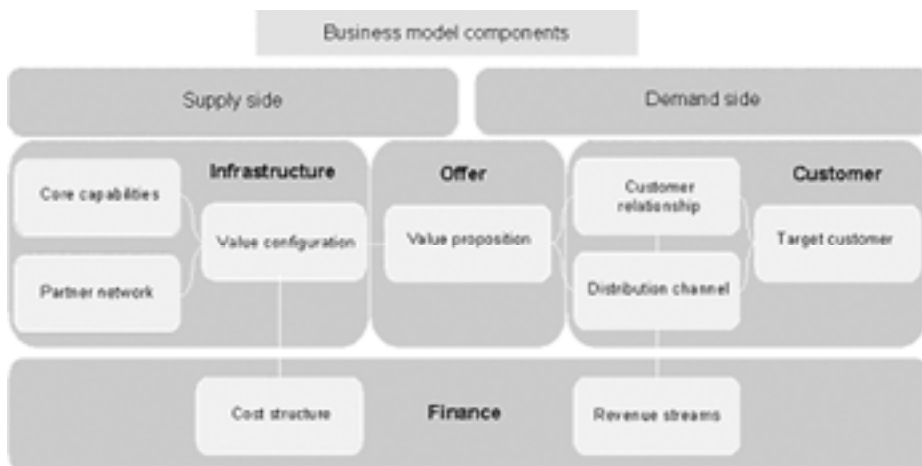 Business model components
Supply side
Demand side
Infrastructure
Offer
Customer
Core capabilities
Customer
relationship
Value configuration
Value proposition
Target customer
Partner network
Distribution channel
Cost structure
Finance
Revenue streams